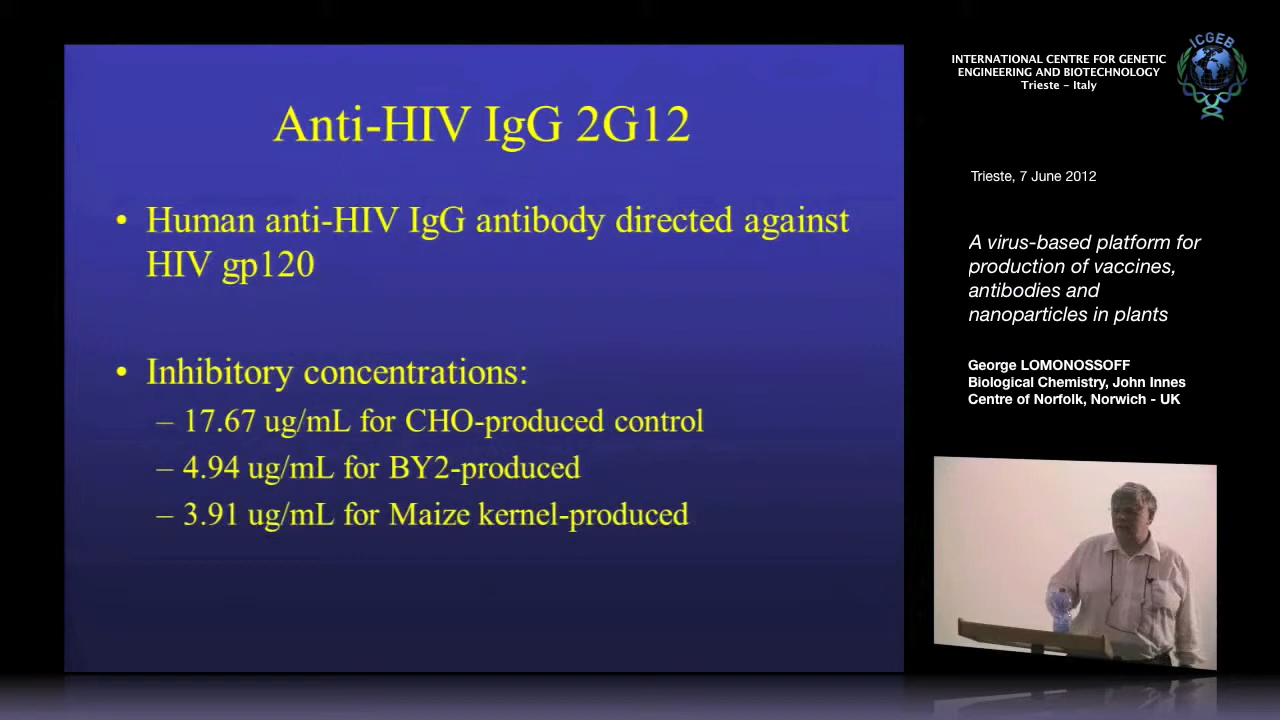 Anti-HIV IgG 2G12
• Human anti-HIV IgG antibody directed against
HIV gp120
• Inhibitory concentrations:
– 17.67 ug/mL for CHO-produced control
– 4.94 ug/mL for BY2-produced
– 3.91 ug/mL for Maize kernel-produced
INTERNATIONAL CENTRE FOR GENETIC
ENGINEERING AND BIOTECHNOLOGY
Trieste – Italy
ICGEB
Trieste, 7 June 2012
A virus-based platform for
production of vaccines,
antibodies and
nanoparticles in plants
George LOMONOSSOFF
Biological Chemistry, John Innes
Centre of Norfolk, Norwich - UK